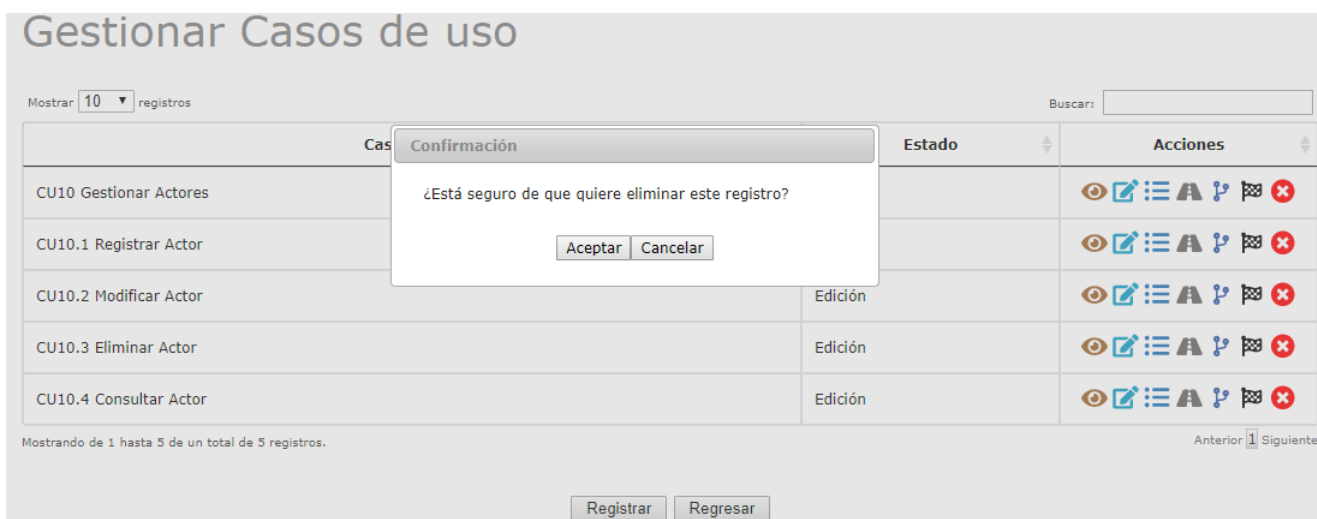 Gestionar Casos de uso
Mostrar 10 registros Buscar:
Cas Estado Acciones
Confirmación
¿Está seguro de que quiere eliminar este registro?
Aceptar Cancelar
CU10 Gestionar Actores
CU10.1 Registrar Actor
CU10.2 Modificar Actor Edición
CU10.3 Eliminar Actor Edición
CU10.4 Consultar Actor Edición
Mostrando de 1 hasta 5 de un total de 5 registros. Anterior 1 Siguiente
Registrar Regresar